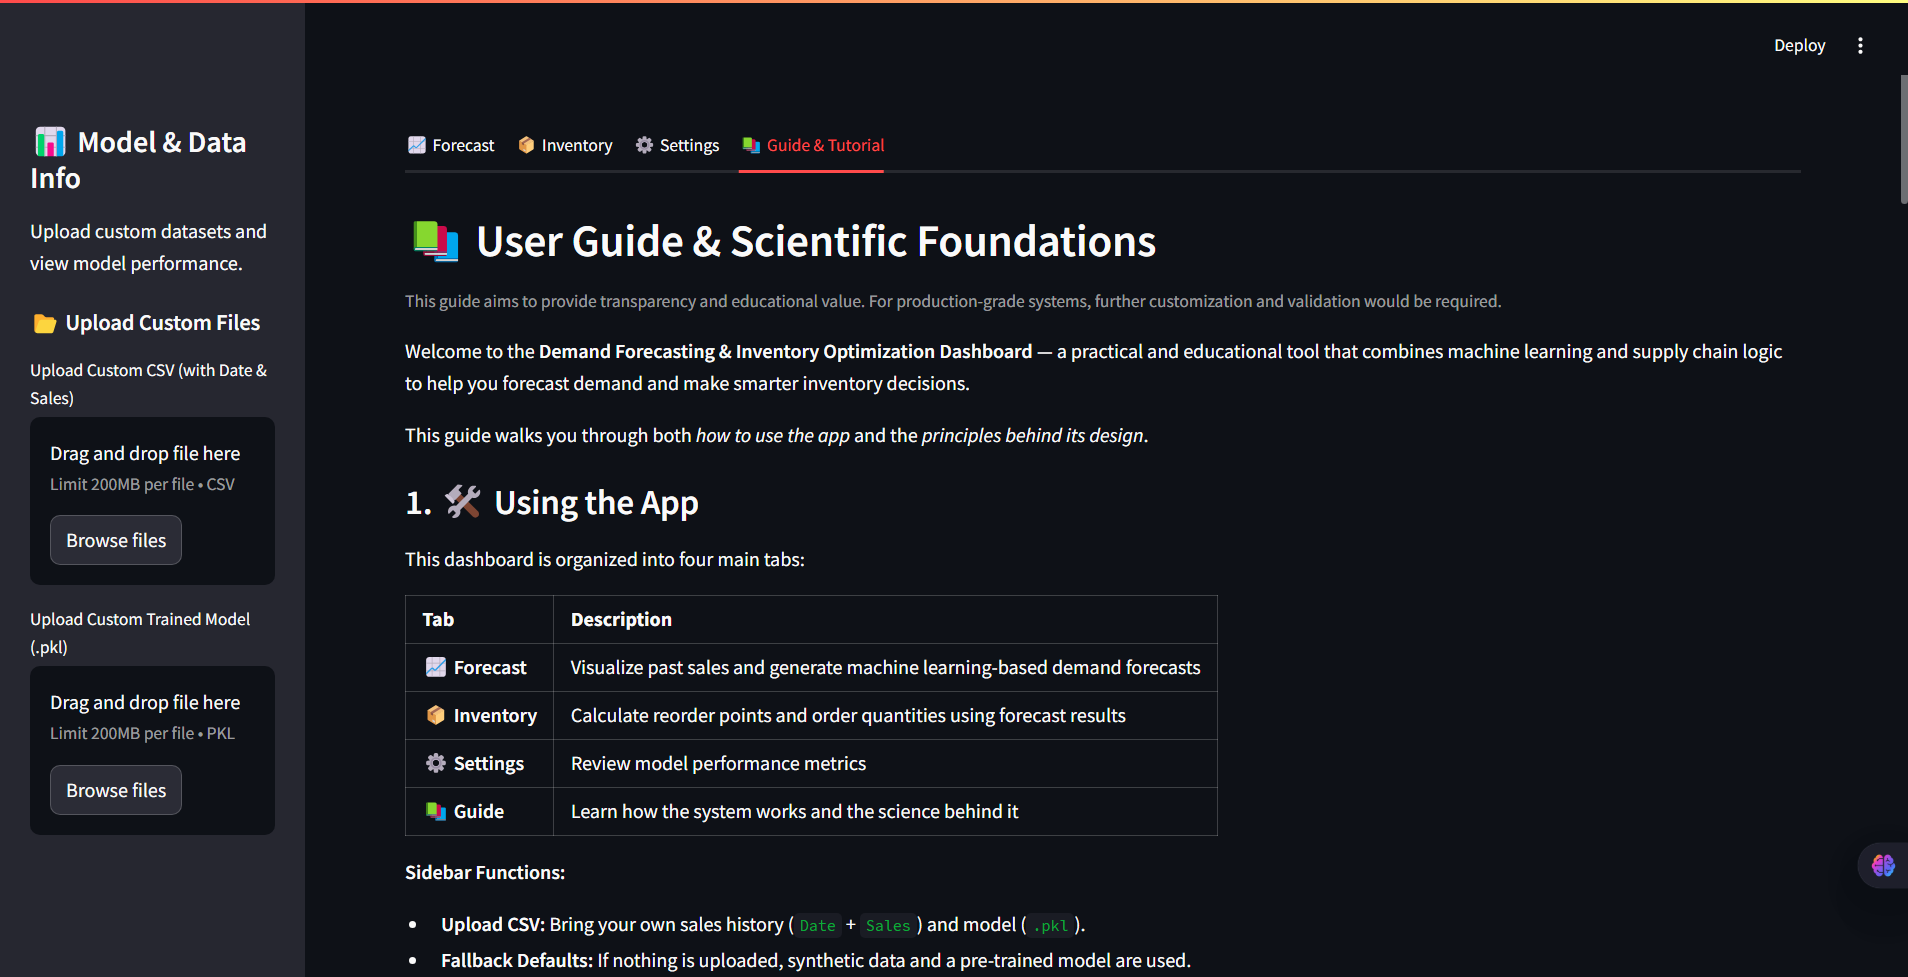 Deploy
Model & Data
Info
Upload custom datasets and
view model performance.
Upload Custom Files
Upload Custom CSV (with Date &
Sales)
Drag and drop file here
Limit 200MB per file • CSV
Browse files
Upload Custom Trained Model
(.pkl)
Drag and drop file here
Limit 200MB per file • PKL
Browse files
Forecast Inventory Settings Guide & Tutorial
User Guide & Scientific Foundations
This guide aims to provide transparency and educational value. For production-grade systems, further customization and validation would be required.
Welcome to the Demand Forecasting & Inventory Optimization Dashboard — a practical and educational tool that combines machine learning and supply chain logic
to help you forecast demand and make smarter inventory decisions.
This guide walks you through both how to use the app and the principles behind its design.
1. Using the App
This dashboard is organized into four main tabs:
Tab Description
Forecast Visualize past sales and generate machine learning-based demand forecasts
Inventory Calculate reorder points and order quantities using forecast results
Settings Review model performance metrics
Guide Learn how the system works and the science behind it
Sidebar Functions:
• Upload CSV: Bring your own sales history ( Date + Sales ) and model ( .pkl ).
• Fallback Defaults: If nothing is uploaded, synthetic data and a pre-trained model are used.